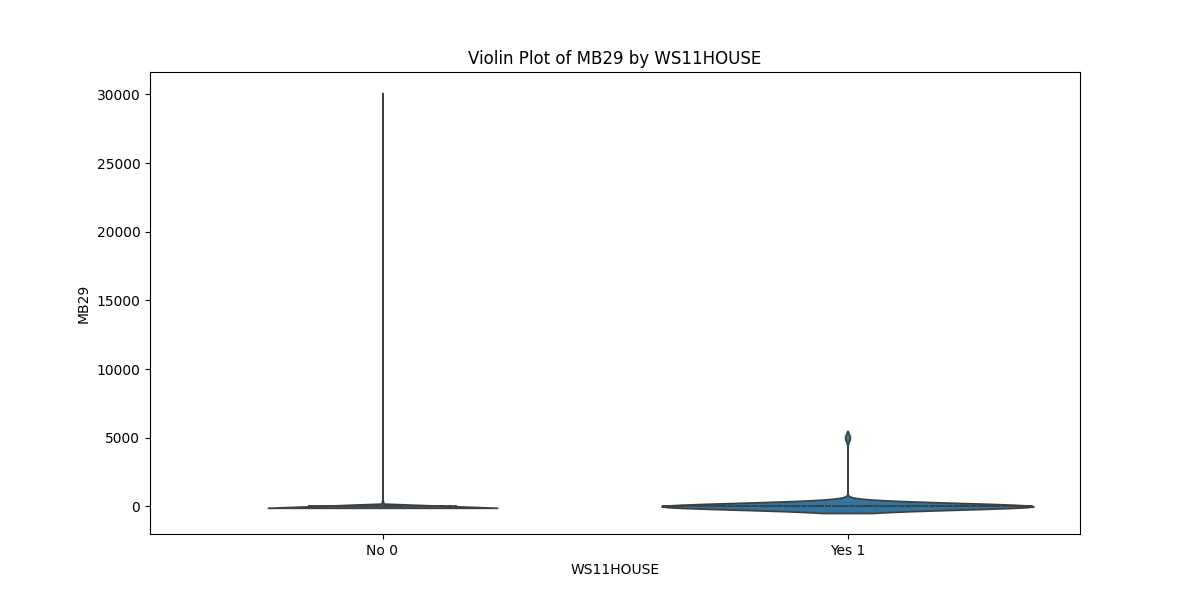 Violin Plot of MB29 by WS11HOUSE
30000
25000
20000
15000
10000
5000
0
MB29
No 0
Yes 1
WS11HOUSE